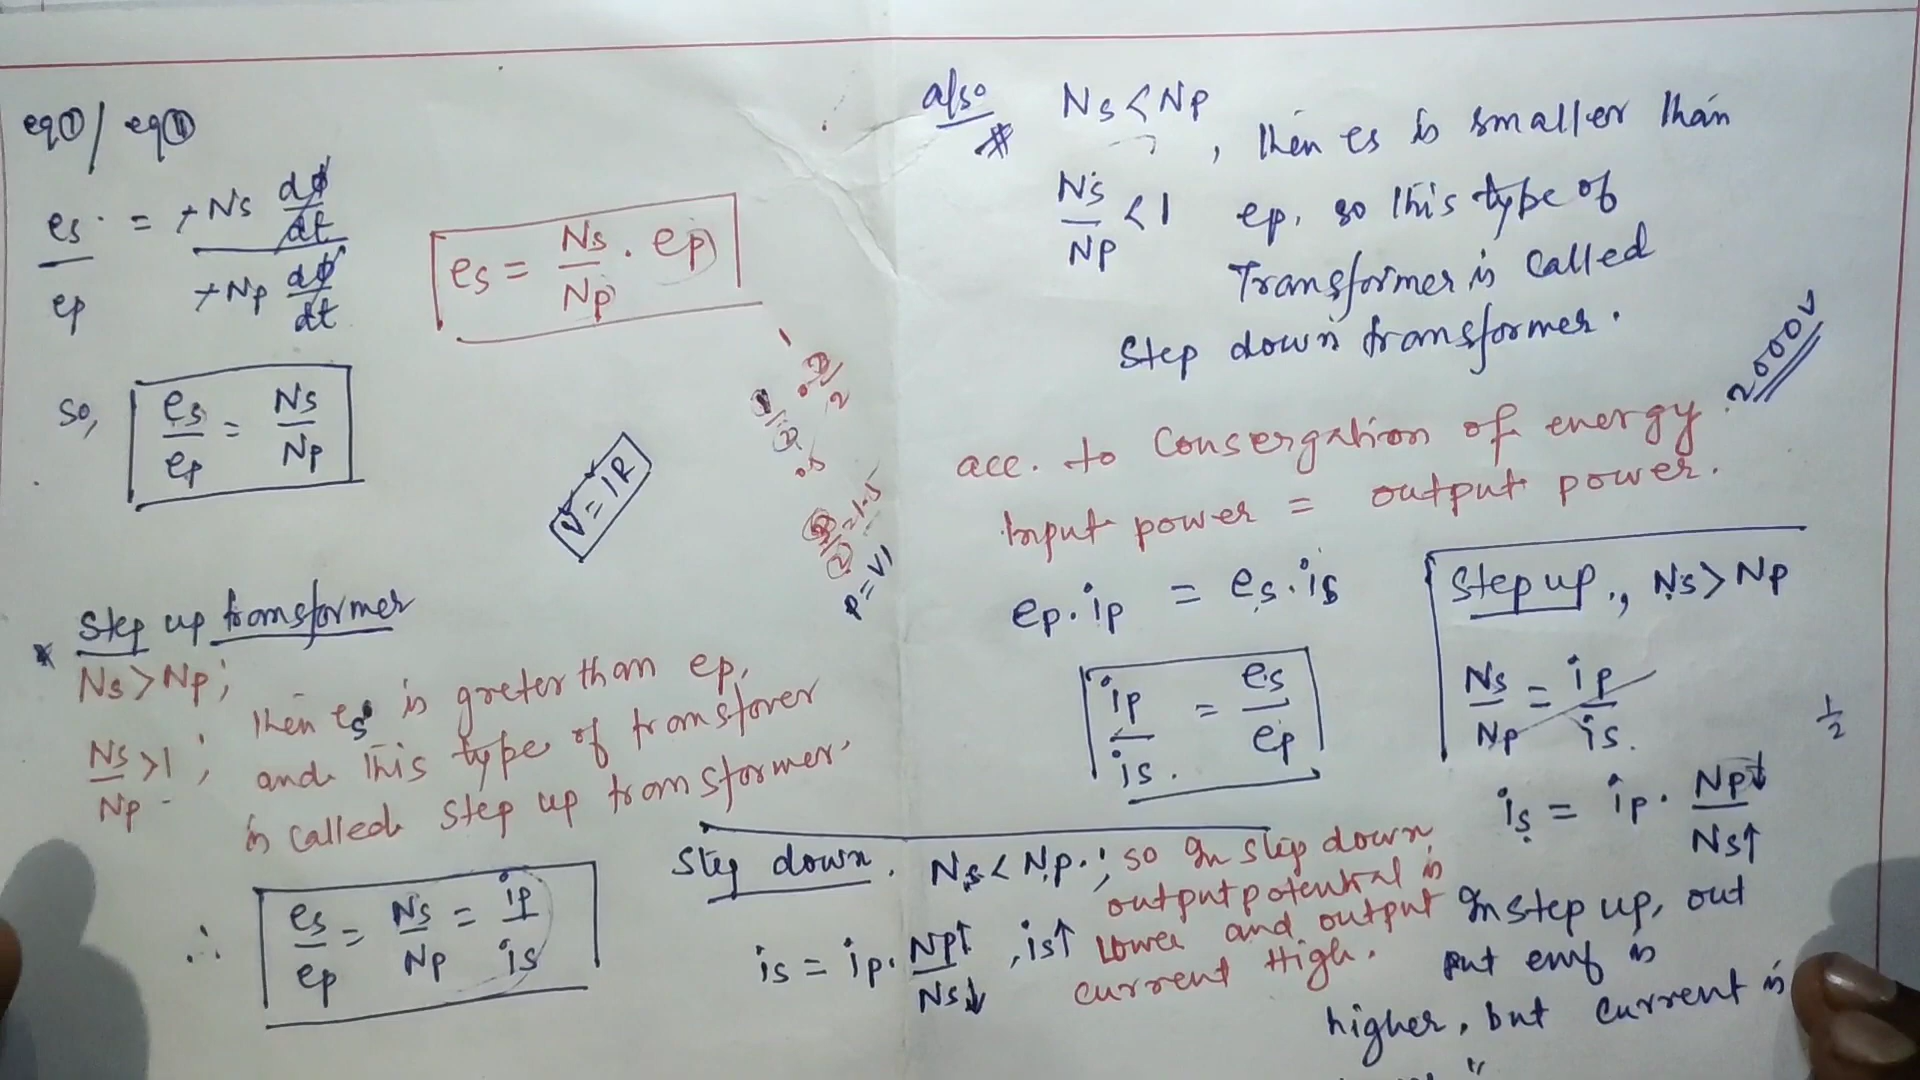 eq① / eq⑪
es/ep = +Ns dφ/dt / +Np dφ/dt
es = Ns/Np . ep
So, es/ep = Ns/Np
V = IR
P = VI
* Step up transformer
Ns > Np ;
Ns/Np > 1 ;
then es is greter than ep,
and this type of transfover
is called step up transformer.
∴ es/ep = Ns/Np = ip/is
also
* Ns < Np
Ns/Np < 1
, then es is smaller than
ep. so this type of
Transformer is called
Step down transformer.
2000V
acc. to Consergation of energy
Input power = output power.
ep.ip = es.is
ip/is. = es/ep
Step up., Ns > Np
Ns/Np = ip/is.
1/2
is = ip. Np↓/Ns↑
In step up, out
put emf is
higher, but current is
Step down. Ns < Np. ; so In step down
output potential is
Lower and output
current High.
is = ip. Np↑/Ns↓ , is↑